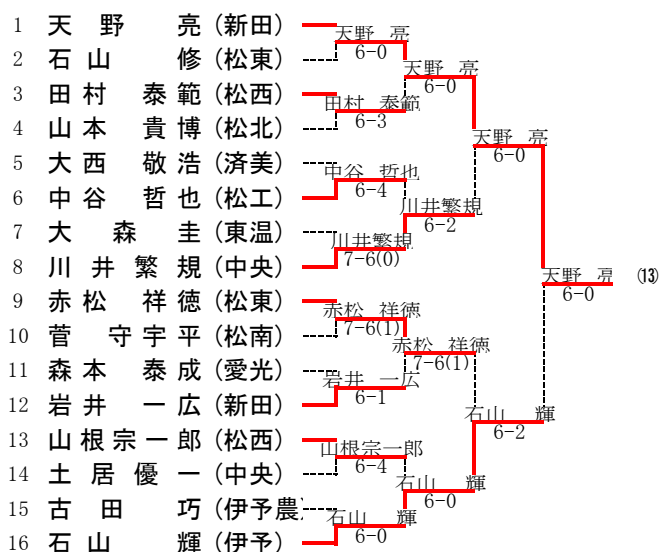 1 天野 亮 (新田)
2 石山 修 (松東)
3 田村 泰範 (松西)
4 山本 貴博 (松北)
5 大西 敬浩 (済美)
6 中谷 哲也 (松工)
7 大森 圭 (東温)
8 川井繁規 (中央)
9 赤松 祥徳 (松東)
10 菅 守宇平 (松南)
11 森本 泰成 (愛光)
12 岩井 一広 (新田)
13 山根宗一郎 (松西)
14 土居優一 (中央)
15 古田 巧 (伊予農)
16 石山 輝 (伊予)
天野 亮
6-0
田村 泰範
6-3
中谷 哲也
6-4
川井繁規
7-6(0)
赤松 祥徳
7-6(1)
岩井 一広
6-1
山根宗一郎
6-4
石山 輝
6-0
天野 亮
6-0
川井繁規
6-2
赤松 祥徳
7-6(1)
石山 輝
6-0
天野 亮
6-0
石山 輝
6-2
天野 亮
6-0
(13)